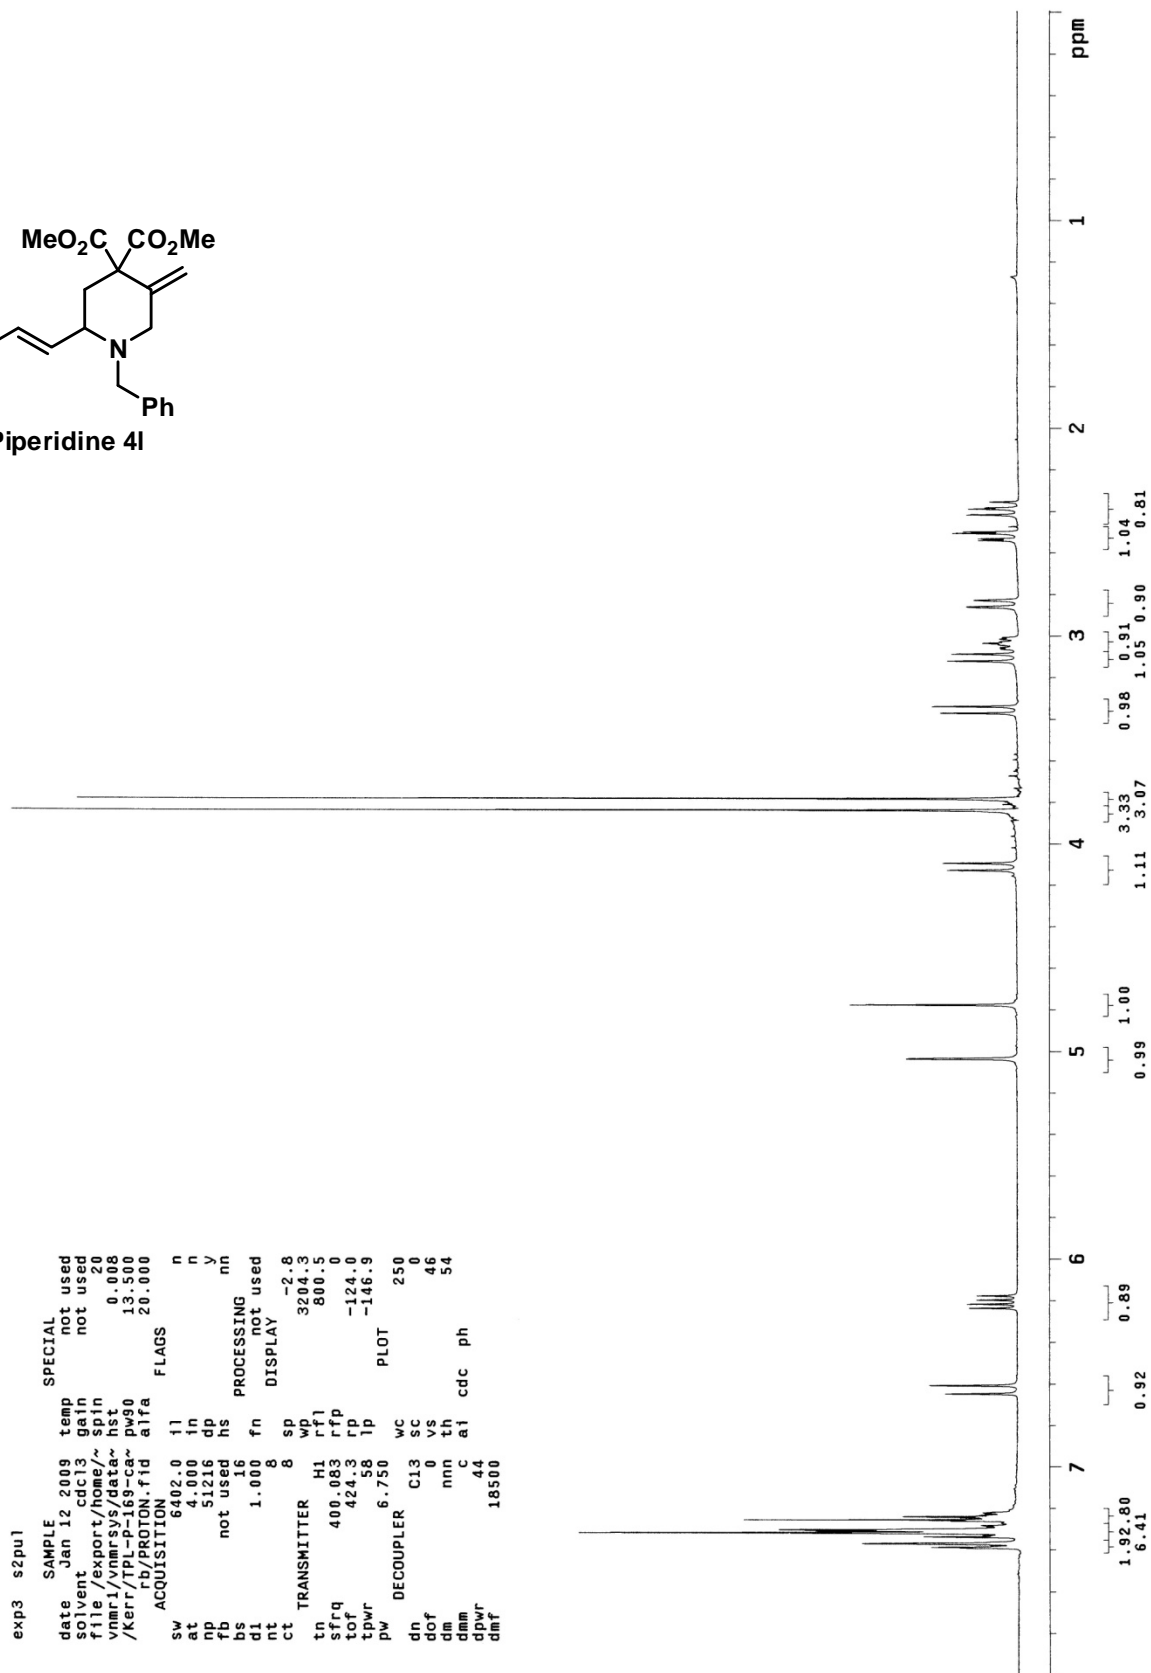 MeO2C CO2Me
N
Ph
Piperidine 4l
exp3 s2pul
SAMPLE SPECIAL
date Jan 12 2009 temp not used
solvent cdcl3 gain not used
file /export/home/~ spin 20
vnmr1/vnmrsys/data~ hst 0.008
/Kerr/TPL-P-169-ca~ pw90 13.500
rb/PROTON.fid alfa 20.000
ACQUISITION FLAGS
sw 6402.0 il n
at 4.000 in n
np 51216 dp y
fb not used hs nn
bs 16 PROCESSING
d1 1.000 fn not used
nt 8 DISPLAY
ct 8 sp -2.8
TRANSMITTER wp 3204.3
tn H1 rfl 800.5
sfrq 400.083 rfp 0
tof 424.3 rp -124.0
tpwr 58 lp -146.9
pw 6.750 PLOT
DECOUPLER wc 250
dn C13 sc 0
dof 0 vs 46
dm nnn th 54
dmm c ai cdc ph
dpwr 44
dmf 18500
7 6 5 4 3 2 1 ppm
1.92.80
6.41
0.92
0.89
0.99
1.00
1.11
3.33
3.07
0.98
1.05
0.91
0.90
1.04
0.81